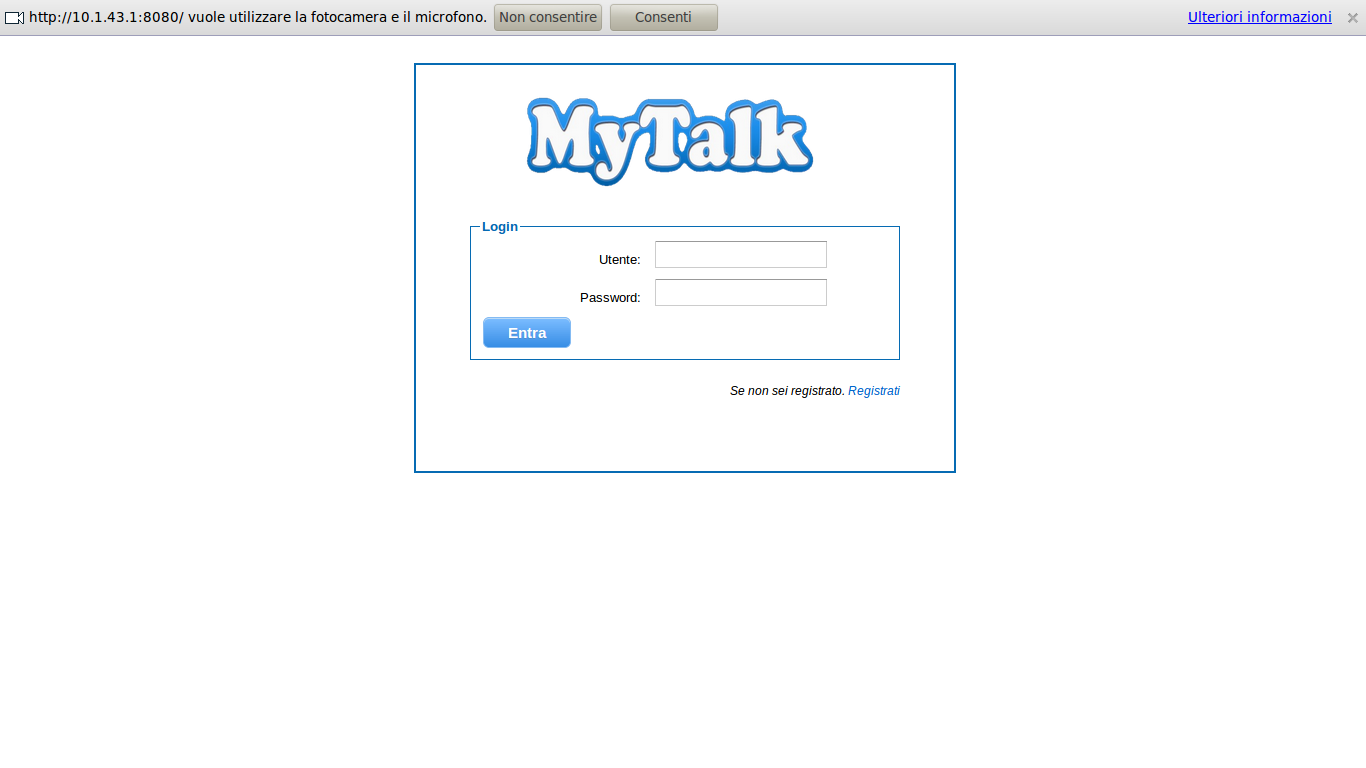 http://10.1.43.1:8080/ vuole utilizzare la fotocamera e il microfono. Non consentire Consenti Ulteriori informazioni
MyTalk
Login
Utente:
Password:
Entra
Se non sei registrato. Registrati